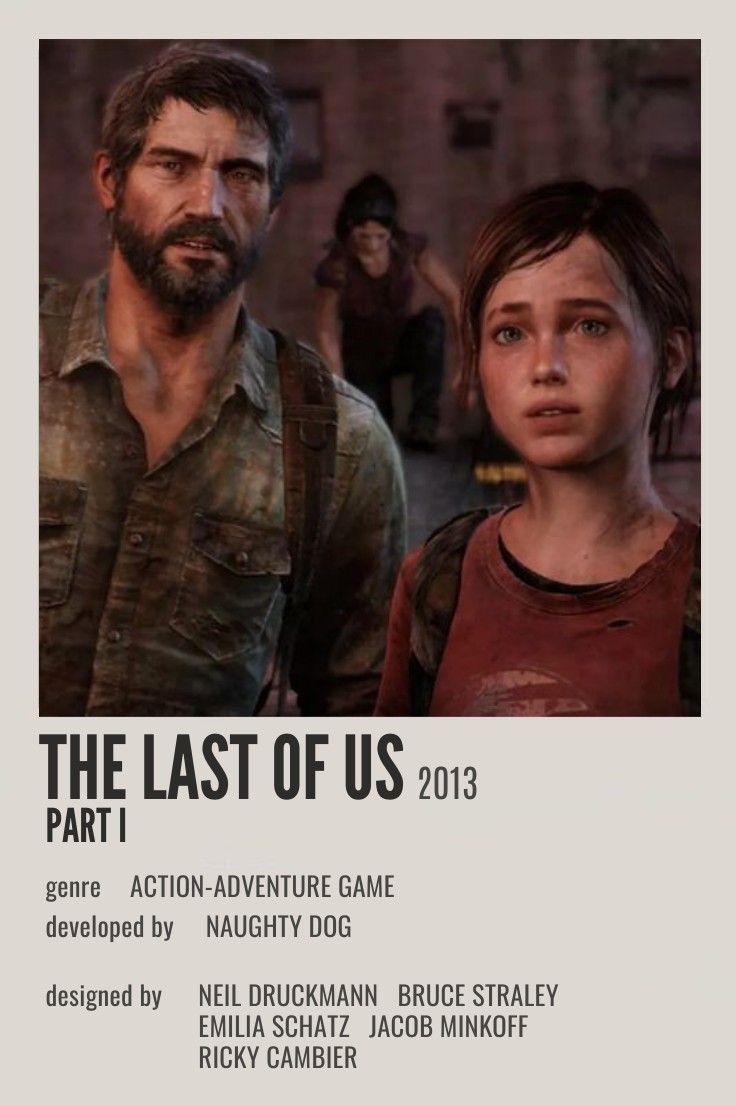 THE LAST OF US 2013
PART I
genre ACTION-ADVENTURE GAME
developed by NAUGHTY DOG
designed by NEIL DRUCKMANN BRUCE STRALEY
EMILIA SCHATZ JACOB MINKOFF
RICKY CAMBIER